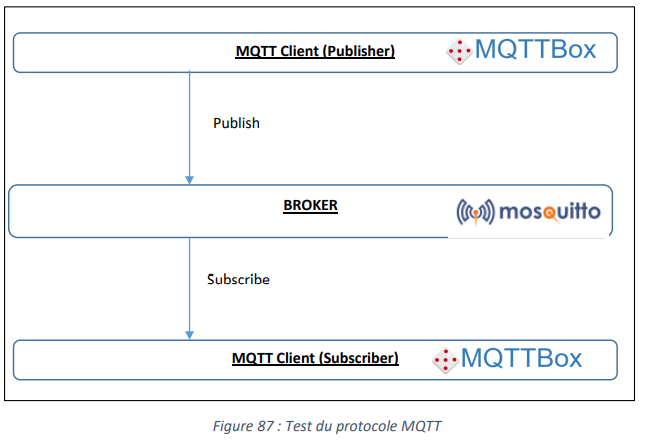 MQTT Client (Publisher) MQTTBox
Publish
BROKER mosquitto
Subscribe
MQTT Client (Subscriber) MQTTBox
Figure 87 : Test du protocole MQTT